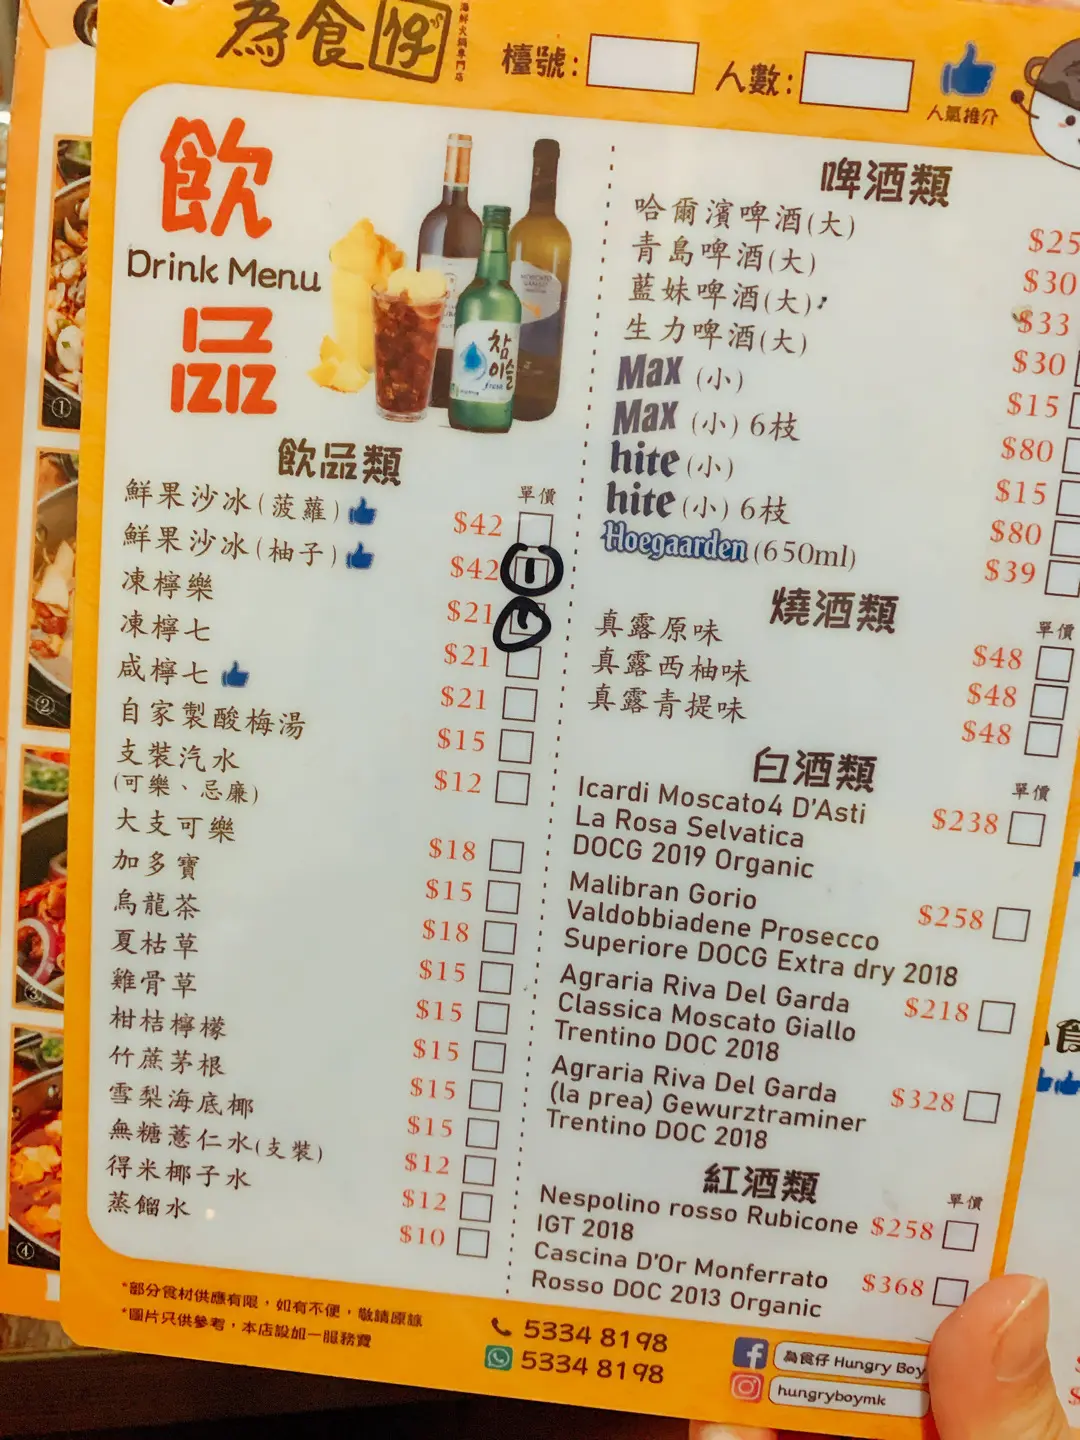 為食仔
海鮮火鍋專門店
檯號：
人數：
人氣推介
飲品
Drink Menu
飲品類
單價
鮮果沙冰(菠蘿) $42
鮮果沙冰(柚子) $42
凍檸樂 $21
凍檸七 $21
咸檸七 $21
自家製酸梅湯 $15
支裝汽水 $12
(可樂、忌廉)
大支可樂 $18
加多寶 $15
烏龍茶 $18
夏枯草 $15
雞骨草 $15
柑桔檸檬 $15
竹蔗茅根 $15
雪梨海底椰 $15
無糖薏仁水(支裝) $12
得米椰子水 $12
蒸餾水 $10
啤酒類
哈爾濱啤酒(大) $25
青島啤酒(大) $30
藍妹啤酒(大) $33
生力啤酒(大) $30
Max (小) $15
Max (小) 6枝 $80
hite (小) $15
hite (小) 6枝 $80
Hoegaarden (650ml) $39
燒酒類
單價
真露原味 $48
真露西柚味 $48
真露青提味 $48
白酒類
單價
Icardi Moscato4 D'Asti $238
La Rosa Selvatica
DOCG 2019 Organic
Malibran Gorio $258
Valdobbiadene Prosecco
Superiore DOCG Extra dry 2018
Agraria Riva Del Garda $218
Classica Moscato Giallo
Trentino DOC 2018
Agraria Riva Del Garda $328
(la prea) Gewurztraminer
Trentino DOC 2018
紅酒類
單價
Nespolino rosso Rubicone $258
IGT 2018
Cascina D'Or Monferrato $368
Rosso DOC 2013 Organic
*部分食材供應有限，如有不便，敬請原諒
*圖片只供參考，本店設加一服務費
5334 8198
5334 8198
為食仔 Hungry Boy
hungryboymk
참이슬
fresh
①
②
③
④